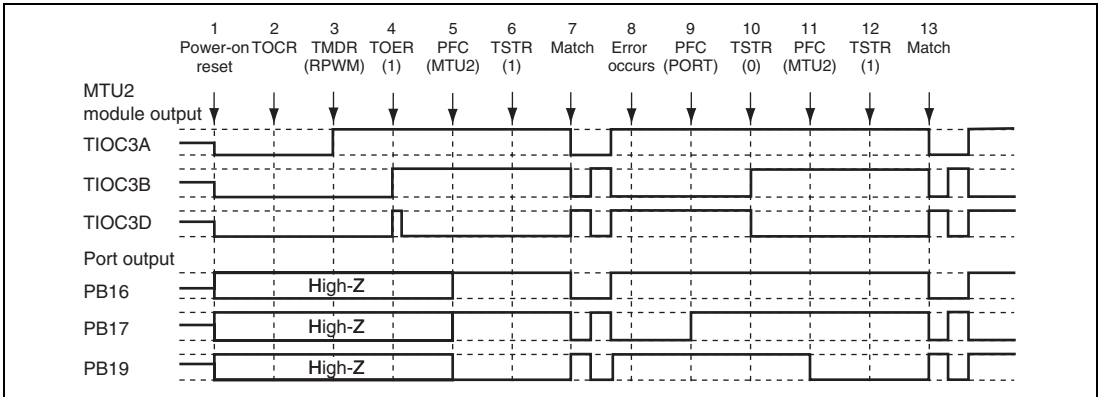 1 2 3 4 5 6 7 8 9 10 11 12 13
Power-on TOCR TMDR TOER PFC TSTR Match Error PFC TSTR PFC TSTR Match
reset (RPWM) (1) (MTU2) (1) occurs (PORT) (0) (MTU2) (1)
MTU2
module output
TIOC3A
TIOC3B
TIOC3D
Port output
PB16 High-Z
PB17 High-Z
PB19 High-Z